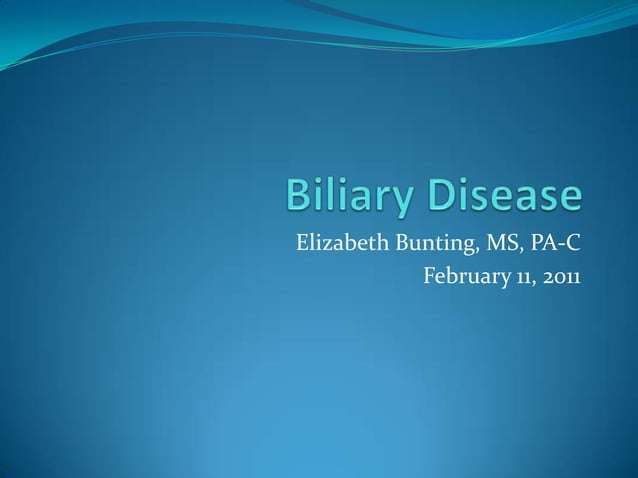 Biliary Disease
Elizabeth Bunting, MS, PA-C
February 11, 2011